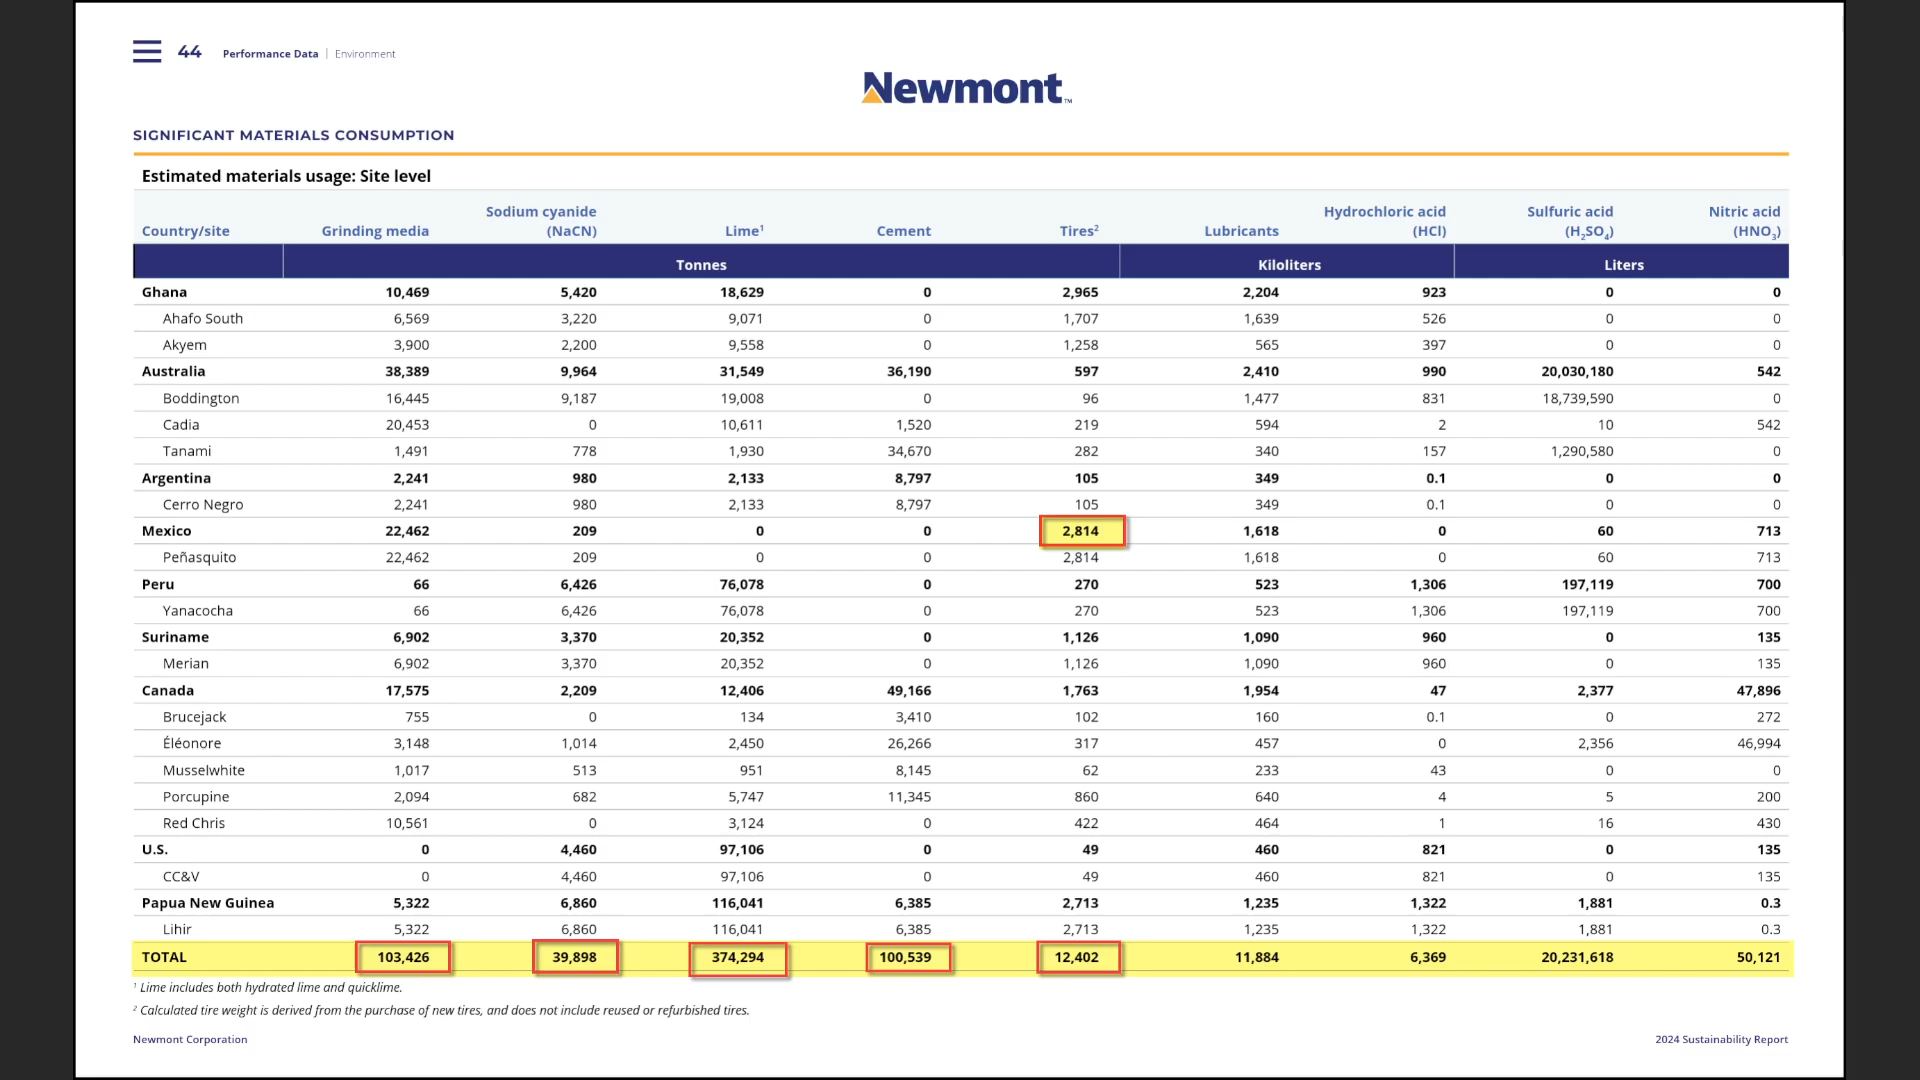 44 Performance Data | Environment
Newmont™
SIGNIFICANT MATERIALS CONSUMPTION
Estimated materials usage: Site level
Country/site Grinding media Sodium cyanide (NaCN) Lime¹ Cement Tires² Lubricants Hydrochloric acid (HCl) Sulfuric acid (H₂SO₄) Nitric acid (HNO₃)
Tonnes Kiloliters Liters
Ghana 10,469 5,420 18,629 0 2,965 2,204 923 0 0
Ahafo South 6,569 3,220 9,071 0 1,707 1,639 526 0 0
Akyem 3,900 2,200 9,558 0 1,258 565 397 0 0
Australia 38,389 9,964 31,549 36,190 597 2,410 990 20,030,180 542
Boddington 16,445 9,187 19,008 0 96 1,477 831 18,739,590 0
Cadia 20,453 0 10,611 1,520 219 594 2 10 542
Tanami 1,491 778 1,930 34,670 282 340 157 1,290,580 0
Argentina 2,241 980 2,133 8,797 105 349 0.1 0 0
Cerro Negro 2,241 980 2,133 8,797 105 349 0.1 0 0
Mexico 22,462 209 0 0 2,814 1,618 0 60 713
Peñasquito 22,462 209 0 0 2,814 1,618 0 60 713
Peru 66 6,426 76,078 0 270 523 1,306 197,119 700
Yanacocha 66 6,426 76,078 0 270 523 1,306 197,119 700
Suriname 6,902 3,370 20,352 0 1,126 1,090 960 0 135
Merian 6,902 3,370 20,352 0 1,126 1,090 960 0 135
Canada 17,575 2,209 12,406 49,166 1,763 1,954 47 2,377 47,896
Brucejack 755 0 134 3,410 102 160 0.1 0 272
Éléonore 3,148 1,014 2,450 26,266 317 457 0 2,356 46,994
Musselwhite 1,017 513 951 8,145 62 233 43 0 0
Porcupine 2,094 682 5,747 11,345 860 640 4 5 200
Red Chris 10,561 0 3,124 0 422 464 1 16 430
U.S. 0 4,460 97,106 0 49 460 821 0 135
CC&V 0 4,460 97,106 0 49 460 821 0 135
Papua New Guinea 5,322 6,860 116,041 6,385 2,713 1,235 1,322 1,881 0.3
Lihir 5,322 6,860 116,041 6,385 2,713 1,235 1,322 1,881 0.3
TOTAL 103,426 39,898 374,294 100,539 12,402 11,884 6,369 20,231,618 50,121
¹ Lime includes both hydrated lime and quicklime.
² Calculated tire weight is derived from the purchase of new tires, and does not include reused or refurbished tires.
Newmont Corporation 2024 Sustainability Report